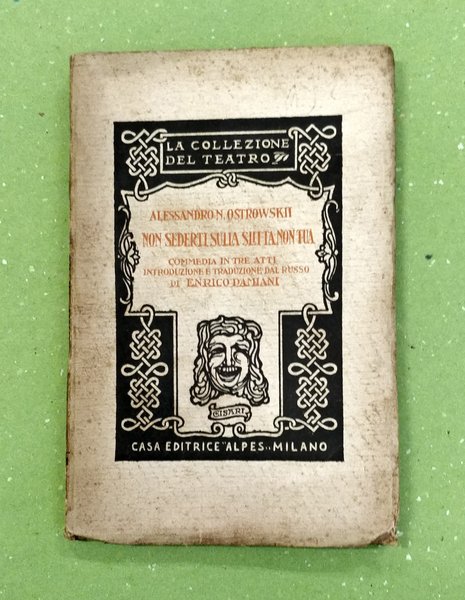 LA COLLEZIONE
DEL TEATRO
ALESSANDRO N. OSTROWSKIJ
NON SEDERTI SULLA SLITTA NON TUA
COMMEDIA IN TRE ATTI
INTRODUZIONE E TRADUZIONE DAL RUSSO
DI ENRICO DAMIANI
CISARI
CASA EDITRICE "ALPES" - MILANO